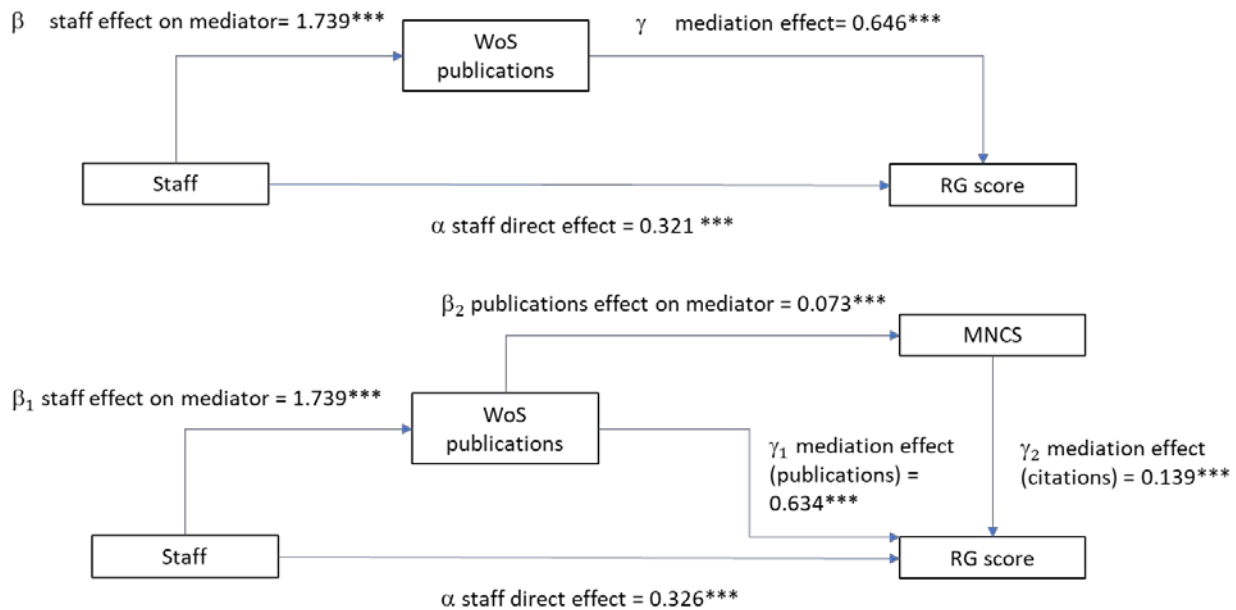 β staff effect on mediator= 1.739***
γ mediation effect= 0.646***
WoS
publications
Staff
RG score
α staff direct effect = 0.321 ***
β₂ publications effect on mediator = 0.073***
MNCS
β₁ staff effect on mediator = 1.739***
WoS
publications
γ₁ mediation effect
(publications) =
0.634***
γ₂ mediation effect
(citations) = 0.139***
Staff
RG score
α staff direct effect = 0.326***